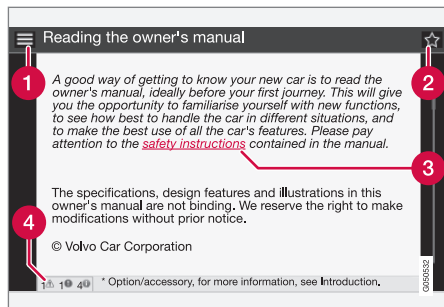 Reading the owner's manual
1
2
A good way of getting to know your new car is to read the
owner's manual, ideally before your first journey. This will give
you the opportunity to familiarise yourself with new functions,
to see how best to handle the car in different situations, and
to make the best use of all the car's features. Please pay
attention to the safety instructions contained in the manual.
3
The specifications, design features and illustrations in this
owner's manual are not binding. We reserve the right to make
modifications without prior notice.
© Volvo Car Corporation
4
1 1 4 * Option/accessory, for more information, see Introduction.
G050532